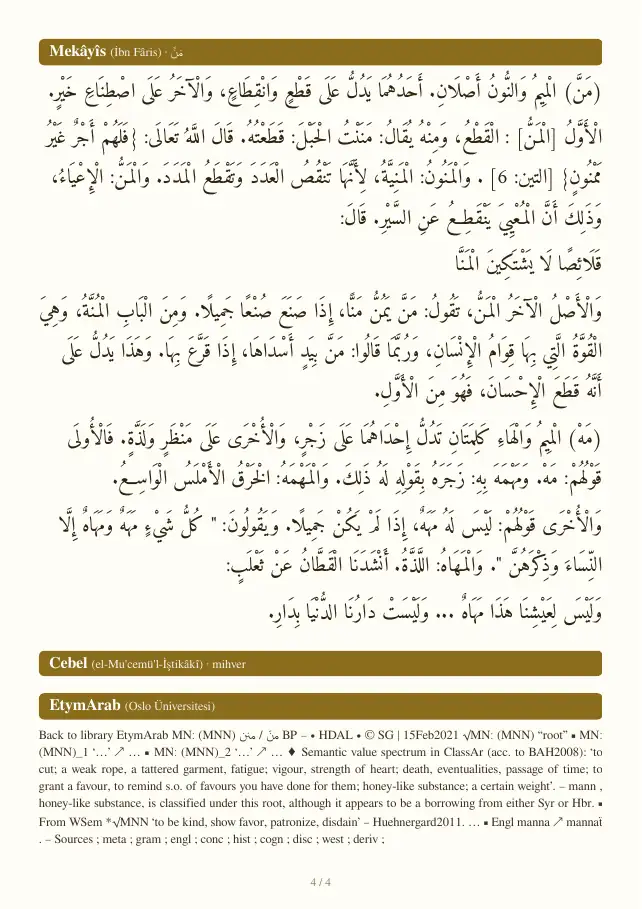 Mekâyîs (İbn Fâris) · مَنَّ
(مَنَّ) الْمِيمُ وَالنُّونُ أَصْلَانِ. أَحَدُهُمَا يَدُلُّ عَلَى قَطْعٍ وَانْقِطَاعٍ، وَالْآخَرُ عَلَى اصْطِنَاعِ خَيْرٍ.
الْأَوَّلُ [الْمَنُّ] : الْقَطْعُ، وَمِنْهُ يُقَالُ: مَنَنْتُ الْحَبْلَ: قَطَعْتُهُ. قَالَ اللَّهُ تَعَالَى: {فَلَهُمْ أَجْرٌ غَيْرُ
مَمْنُونٍ} [التين: 6] . وَالْمَنُونُ: الْمَنِيَّةُ، لِأَنَّهَا تَنْقُصُ الْعَدَدَ وَتَقْطَعُ الْمَدَدَ. وَالْمَنُّ: الْإِعْيَاءُ،
وَذَلِكَ أَنَّ الْمُعْيِيَ يَنْقَطِعُ عَنِ السَّيْرِ. قَالَ:
قَلَائِصًا لَا يَشْتَكِينَ الْمَنَّا
وَالْأَصْلُ الْآخَرُ الْمَنُّ، تَقُولُ: مَنَّ يَمُنُّ مَنًّا، إِذَا صَنَعَ صُنْعًا جَمِيلًا. وَمِنَ الْبَابِ الْمُنَّةُ، وَهِيَ
الْقُوَّةُ الَّتِي بِهَا قِوَامُ الْإِنْسَانِ، وَرُبَّمَا قَالُوا: مَنَّ بِيَدٍ أَسْدَاهَا، إِذَا قَرَّعَ بِهَا. وَهَذَا يَدُلُّ عَلَى
أَنَّهُ قَطَعَ الْإِحْسَانَ، فَهُوَ مِنَ الْأَوَّلِ.
(مَهْ) الْمِيمُ وَالْهَاءِ كَلِمَتَانِ تَدُلُّ إِحْدَاهُمَا عَلَى زَجْرٍ، وَالْأُخْرَى عَلَى مَنْظَرٍ وَلَذَّةٍ. فَالْأُولَى
قَوْلُهُمْ: مَهْ. وَمَهْمَهَ بِهِ: زَجَرَهُ بِقَوْلِهِ لَهُ ذَلِكَ. وَالْمَهْمَهُ: الْخَرْقُ الْأَمْلَسُ الْوَاسِعُ.
وَالْأُخْرَى قَوْلُهُمْ: لَيْسَ لَهُ مَهَهٌ، إِذَا لَمْ يَكُنْ جَمِيلًا. وَيَقُولُونَ: " كُلُّ شَيْءٍ مَهَهٌ وَمَهَاهٌ إِلَّا
النِّسَاءَ وَذِكْرَهُنَّ ". وَالْمَهَاهُ: اللَّذَّةُ. أَنْشَدَنَا الْقَطَّانُ عَنْ ثَعْلَبٍ:
وَلَيْسَ لِعَيْشِنَا هَذَا مَهَاهٌ ... وَلَيْسَتْ دَارُنَا الدُّنْيَا بِدَارِ.
Cebel (el-Mu'cemü'l-İştikâkî) · mihver
EtymArab (Oslo Üniversitesi)
Back to library EtymArab MN: (MNN) منّ / منن BP – • HDAL • © SG | 15Feb2021 √MN: (MNN) “root” ▪ MN:
(MNN)_1 ‘…’ ↗ … ▪ MN: (MNN)_2 ‘…’ ↗ … ♦ Semantic value spectrum in ClassAr (acc. to BAH2008): ‘to
cut; a weak rope, a tattered garment, fatigue; vigour, strength of heart; death, eventualities, passage of time; to
grant a favour, to remind s.o. of favours you have done for them; honey-like substance; a certain weight’. – mann ,
honey-like substance, is classified under this root, although it appears to be a borrowing from either Syr or Hbr. ▪
From WSem *√MNN ‘to be kind, show favor, patronize, disdain’ – Huehnergard2011. … ▪ Engl manna ↗ mannaẗ
. – Sources ; meta ; gram ; engl ; conc ; hist ; cogn ; disc ; west ; deriv ;
4 / 4